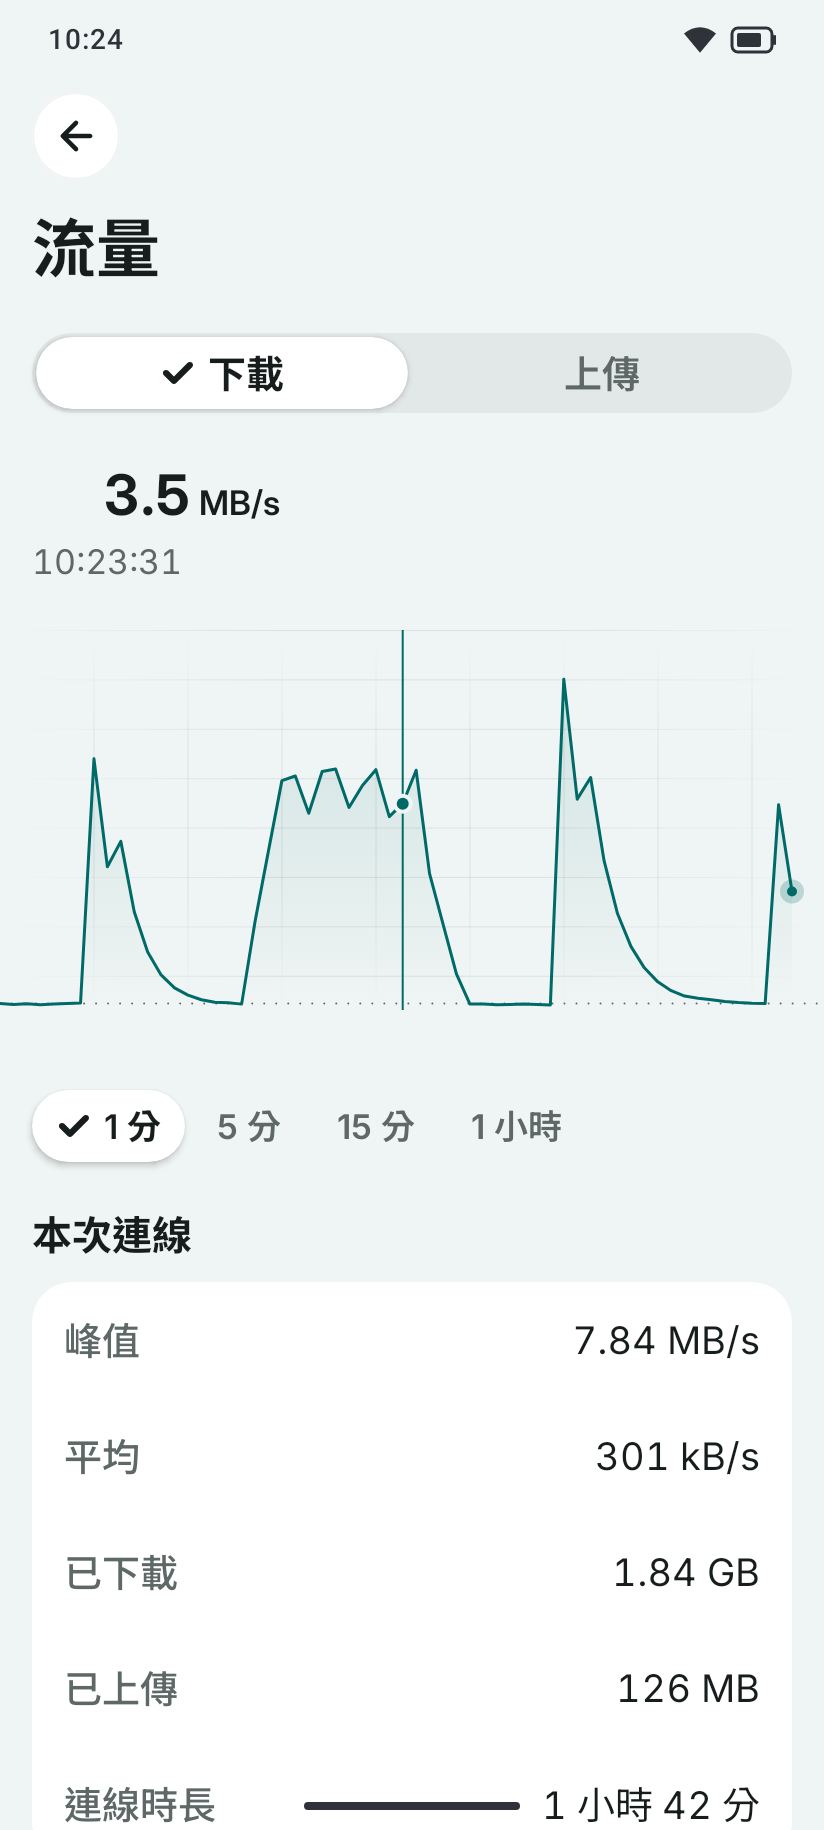 10:24
流量
下載
上傳
3.5 MB/s
10:23:31
1 分
5 分
15 分
1 小時
本次連線
峰值 7.84 MB/s
平均 301 kB/s
已下載 1.84 GB
已上傳 126 MB
連線時長 1 小時 42 分